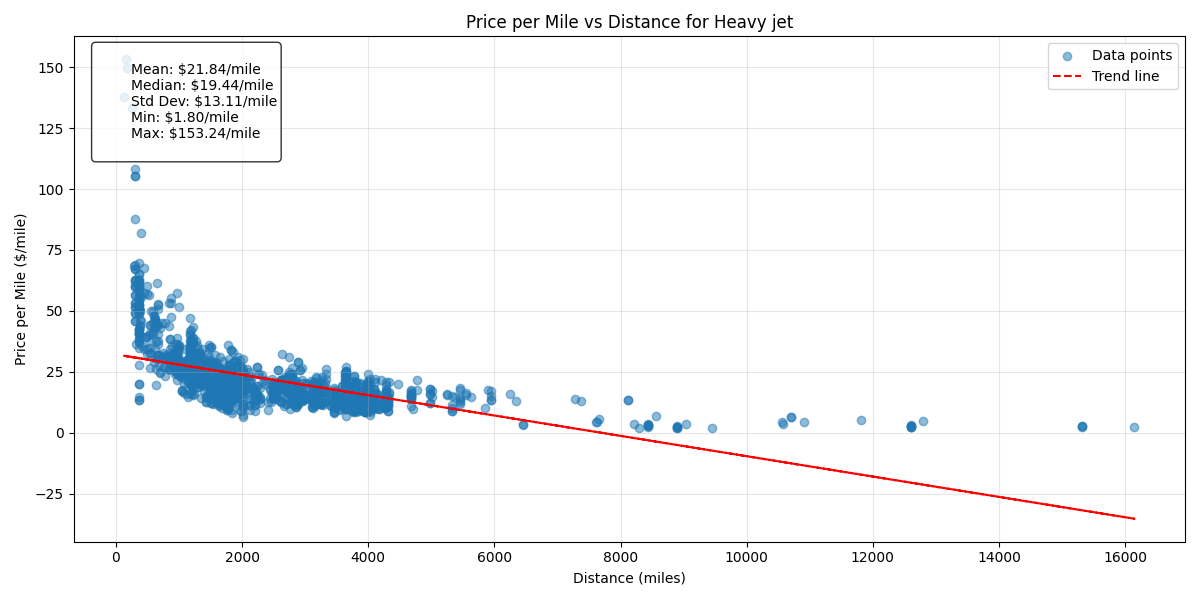 Price per Mile vs Distance for Heavy jet
Mean: $21.84/mile
Median: $19.44/mile
Std Dev: $13.11/mile
Min: $1.80/mile
Max: $153.24/mile
Data points
Trend line
Price per Mile ($/mile)
150
125
100
75
50
25
0
−25
0 2000 4000 6000 8000 10000 12000 14000 16000
Distance (miles)